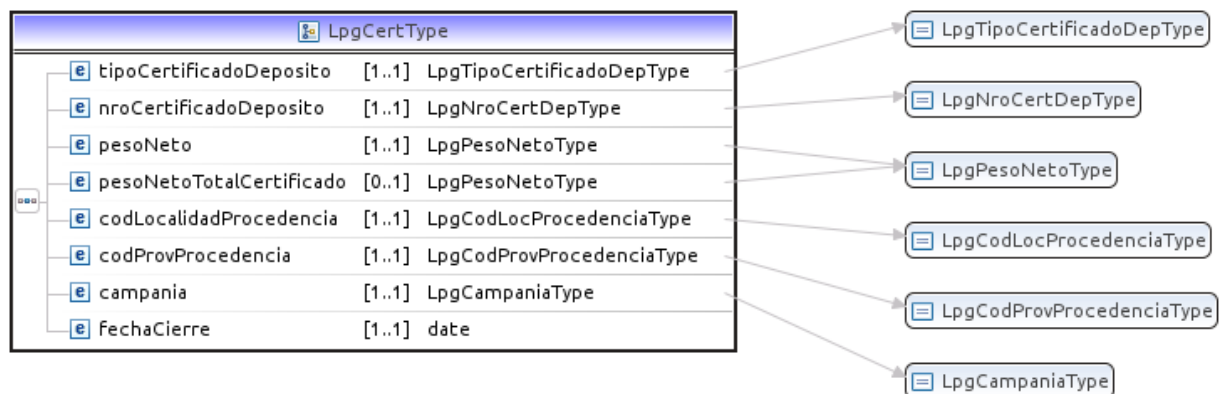 LpgCertType
e tipoCertificadoDeposito [1..1] LpgTipoCertificadoDepType
e nroCertificadoDeposito [1..1] LpgNroCertDepType
e pesoNeto [1..1] LpgPesoNetoType
e pesoNetoTotalCertificado [0..1] LpgPesoNetoType
e codLocalidadProcedencia [1..1] LpgCodLocProcedenciaType
e codProvProcedencia [1..1] LpgCodProvProcedenciaType
e campania [1..1] LpgCampaniaType
e fechaCierre [1..1] date
LpgTipoCertificadoDepType
LpgNroCertDepType
LpgPesoNetoType
LpgCodLocProcedenciaType
LpgCodProvProcedenciaType
LpgCampaniaType